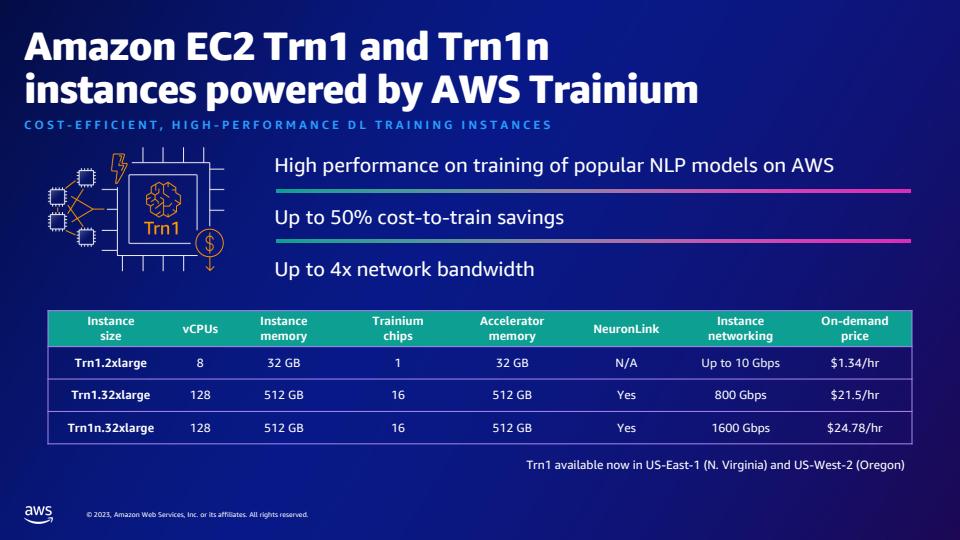 Amazon EC2 Trn1 and Trn1n
instances powered by AWS Trainium
COST-EFFICIENT, HIGH-PERFORMANCE DL TRAINING INSTANCES
Trn1
$
High performance on training of popular NLP models on AWS
Up to 50% cost-to-train savings
Up to 4x network bandwidth
Instance size vCPUs Instance memory Trainium chips Accelerator memory NeuronLink Instance networking On-demand price
Trn1.2xlarge 8 32 GB 1 32 GB N/A Up to 10 Gbps $1.34/hr
Trn1.32xlarge 128 512 GB 16 512 GB Yes 800 Gbps $21.5/hr
Trn1n.32xlarge 128 512 GB 16 512 GB Yes 1600 Gbps $24.78/hr
Trn1 available now in US-East-1 (N. Virginia) and US-West-2 (Oregon)
aws
© 2023, Amazon Web Services, Inc. or its affiliates. All rights reserved.